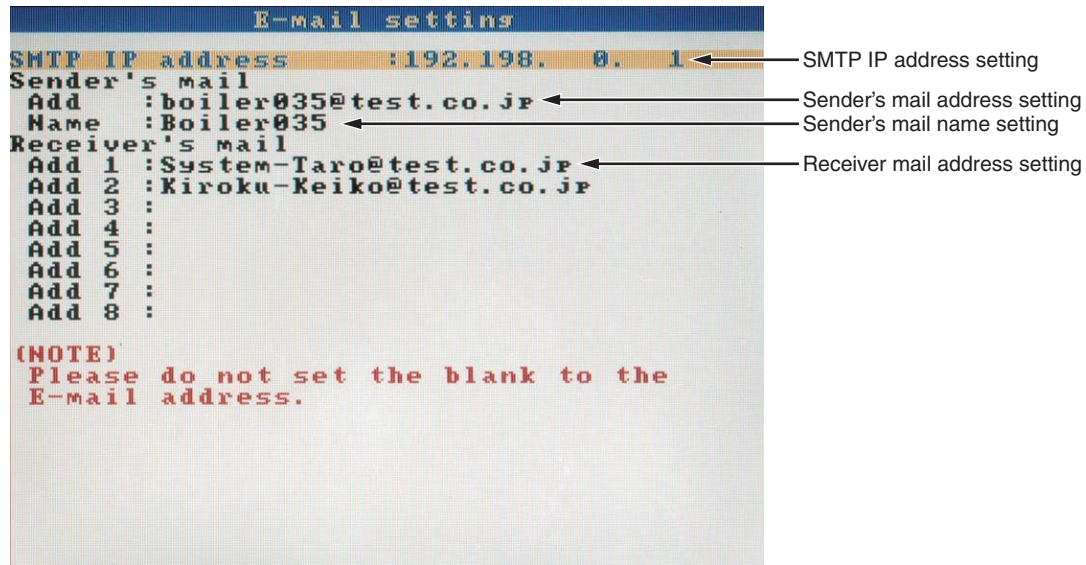 E-mail setting
SMTP IP address :192.198. 0. 1
SMTP IP address setting
Sender's mail
Add :boiler035@test.co.jp
Sender's mail address setting
Name :Boiler035
Sender's mail name setting
Receiver's mail
Add 1 :System-Taro@test.co.jp
Receiver mail address setting
Add 2 :Kiroku-Keiko@test.co.jp
Add 3 :
Add 4 :
Add 5 :
Add 6 :
Add 7 :
Add 8 :
(NOTE)
Please do not set the blank to the
E-mail address.